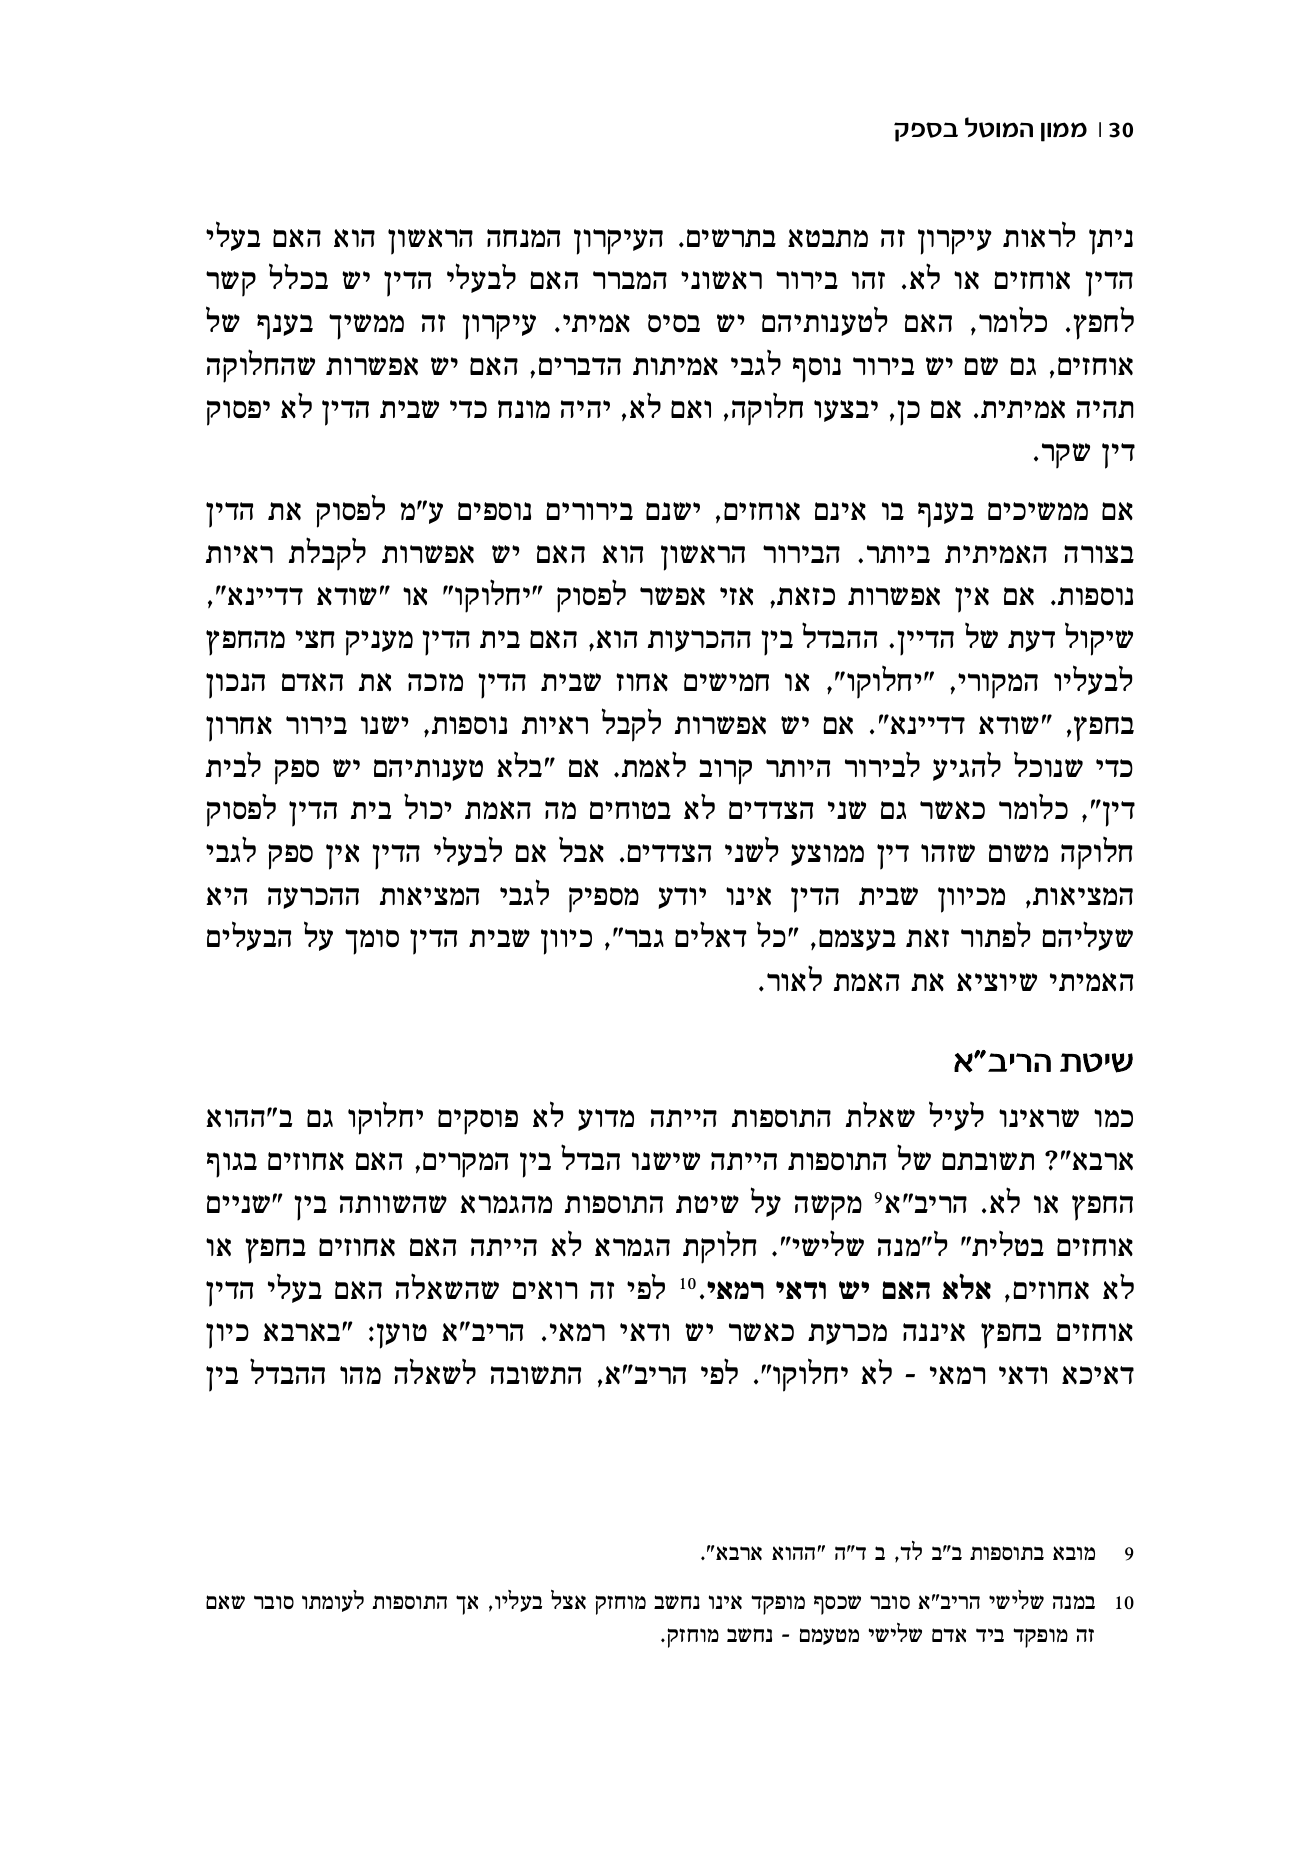 30 | ממון המוטל בספק
ניתן לראות עיקרון זה מתבטא בתרשים. העיקרון המנחה הראשון הוא האם בעלי
הדין אוחזים או לא. זהו בירור ראשוני המברר האם לבעלי הדין יש בכלל קשר
לחפץ. כלומר, האם לטענותיהם יש בסיס אמיתי. עיקרון זה ממשיך בענף של
אוחזים, גם שם יש בירור נוסף לגבי אמיתות הדברים, האם יש אפשרות שהחלוקה
תהיה אמיתית. אם כן, יבצעו חלוקה, ואם לא, יהיה מונח כדי שבית הדין לא יפסוק
דין שקר.
אם ממשיכים בענף בו אינם אוחזים, ישנם בירורים נוספים ע"מ לפסוק את הדין
בצורה האמיתית ביותר. הבירור הראשון הוא האם יש אפשרות לקבלת ראיות
נוספות. אם אין אפשרות כזאת, אזי אפשר לפסוק "יחלוקו" או "שודא דדיינא",
שיקול דעת של הדיין. ההבדל בין ההכרעות הוא, האם בית הדין מעניק חצי מהחפץ
לבעליו המקורי, "יחלוקו", או חמישים אחוז שבית הדין מזכה את האדם הנכון
בחפץ, "שודא דדיינא". אם יש אפשרות לקבל ראיות נוספות, ישנו בירור אחרון
כדי שנוכל להגיע לבירור היותר קרוב לאמת. אם "בלא טענותיהם יש ספק לבית
דין", כלומר כאשר גם שני הצדדים לא בטוחים מה האמת יכול בית הדין לפסוק
חלוקה משום שזהו דין ממוצע לשני הצדדים. אבל אם לבעלי הדין אין ספק לגבי
המציאות, מכיוון שבית הדין אינו יודע מספיק לגבי המציאות ההכרעה היא
שעליהם לפתור זאת בעצמם, "כל דאלים גבר", כיוון שבית הדין סומך על הבעלים
האמיתי שיוציא את האמת לאור.
שיטת הריב"א
כמו שראינו לעיל שאלת התוספות הייתה מדוע לא פוסקים יחלוקו גם ב"ההוא
ארבא"? תשובתם של התוספות הייתה שישנו הבדל בין המקרים, האם אחוזים בגוף
החפץ או לא. הריב"א⁹ מקשה על שיטת התוספות מהגמרא שהשוותה בין "שניים
אוחזים בטלית" ל"מנה שלישי". חלוקת הגמרא לא הייתה האם אחוזים בחפץ או
לא אחוזים, אלא האם יש ודאי רמאי.¹⁰ לפי זה רואים שהשאלה האם בעלי הדין
אוחזים בחפץ איננה מכרעת כאשר יש ודאי רמאי. הריב"א טוען: "בארבא כיון
דאיכא ודאי רמאי - לא יחלוקו". לפי הריב"א, התשובה לשאלה מהו ההבדל בין
9 מובא בתוספות ב"ב לד, ב ד"ה "ההוא ארבא".
10 במנה שלישי הריב"א סובר שכסף מופקד אינו נחשב מוחזק אצל בעליו, אך התוספות לעומתו סובר שאם
זה מופקד ביד אדם שלישי מטעמם - נחשב מוחזק.